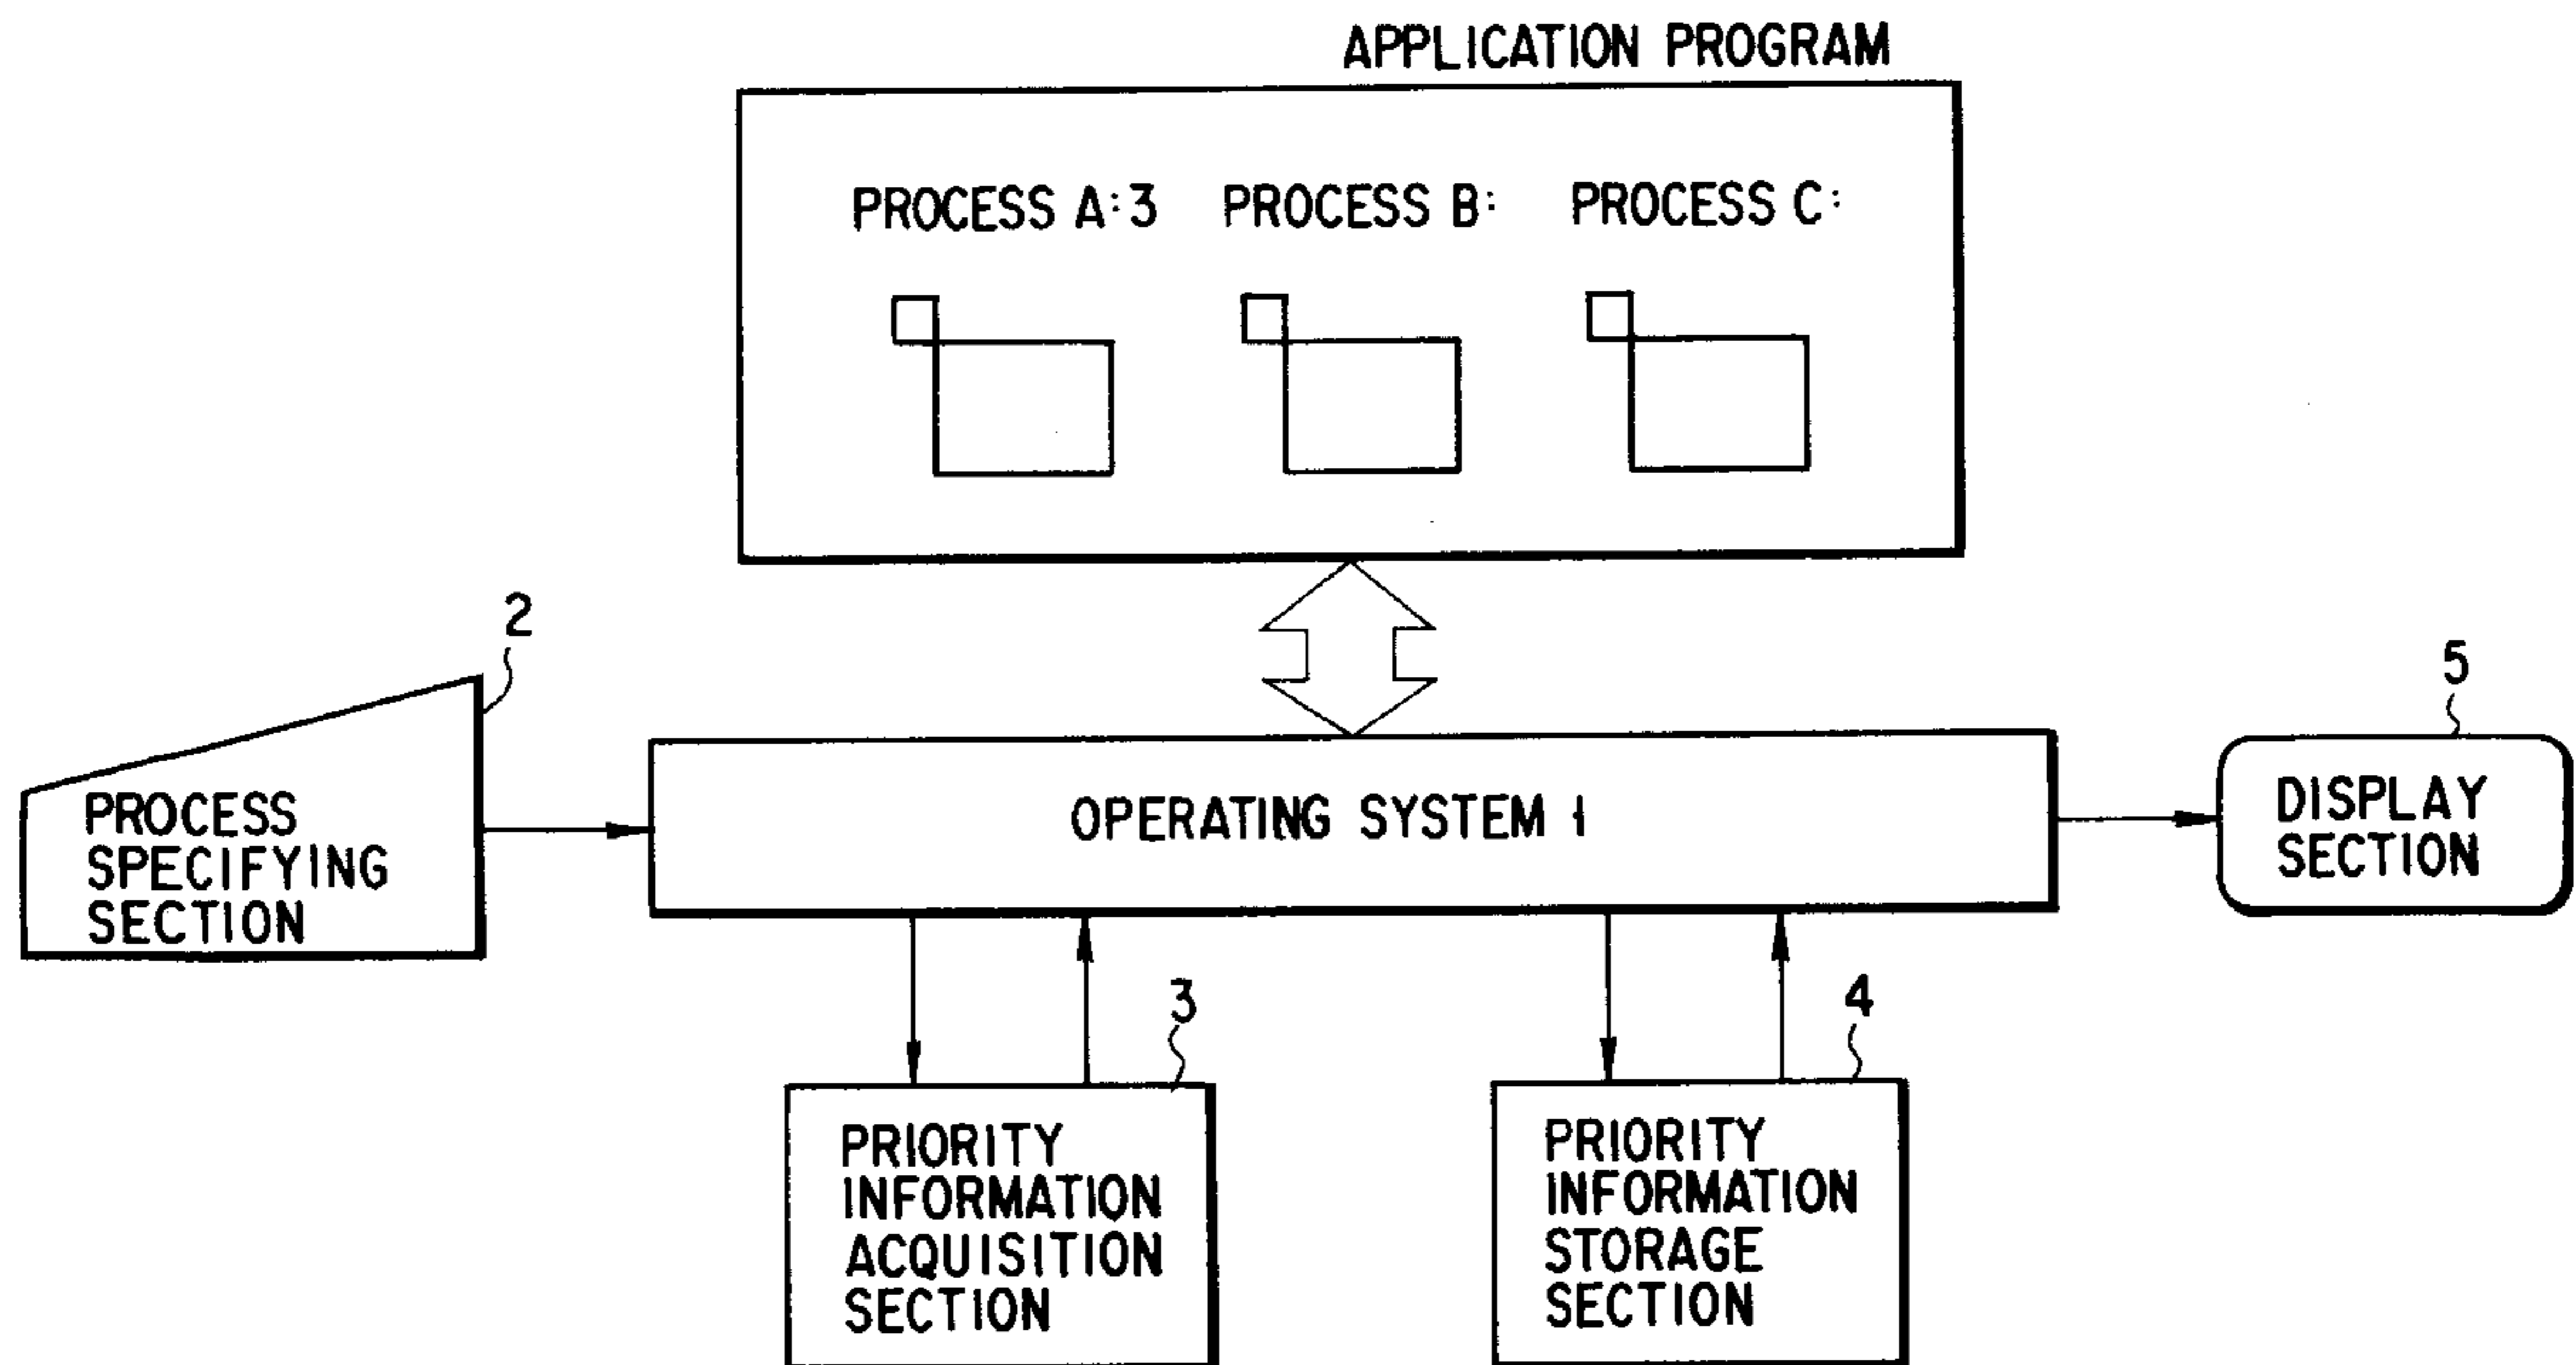 APPLICATION PROGRAM
PROCESS A:3 PROCESS B: PROCESS C:
2
PROCESS
SPECIFYING
SECTION
OPERATING SYSTEM 1
5
DISPLAY
SECTION
3
PRIORITY
INFORMATION
ACQUISITION
SECTION
4
PRIORITY
INFORMATION
STORAGE
SECTION